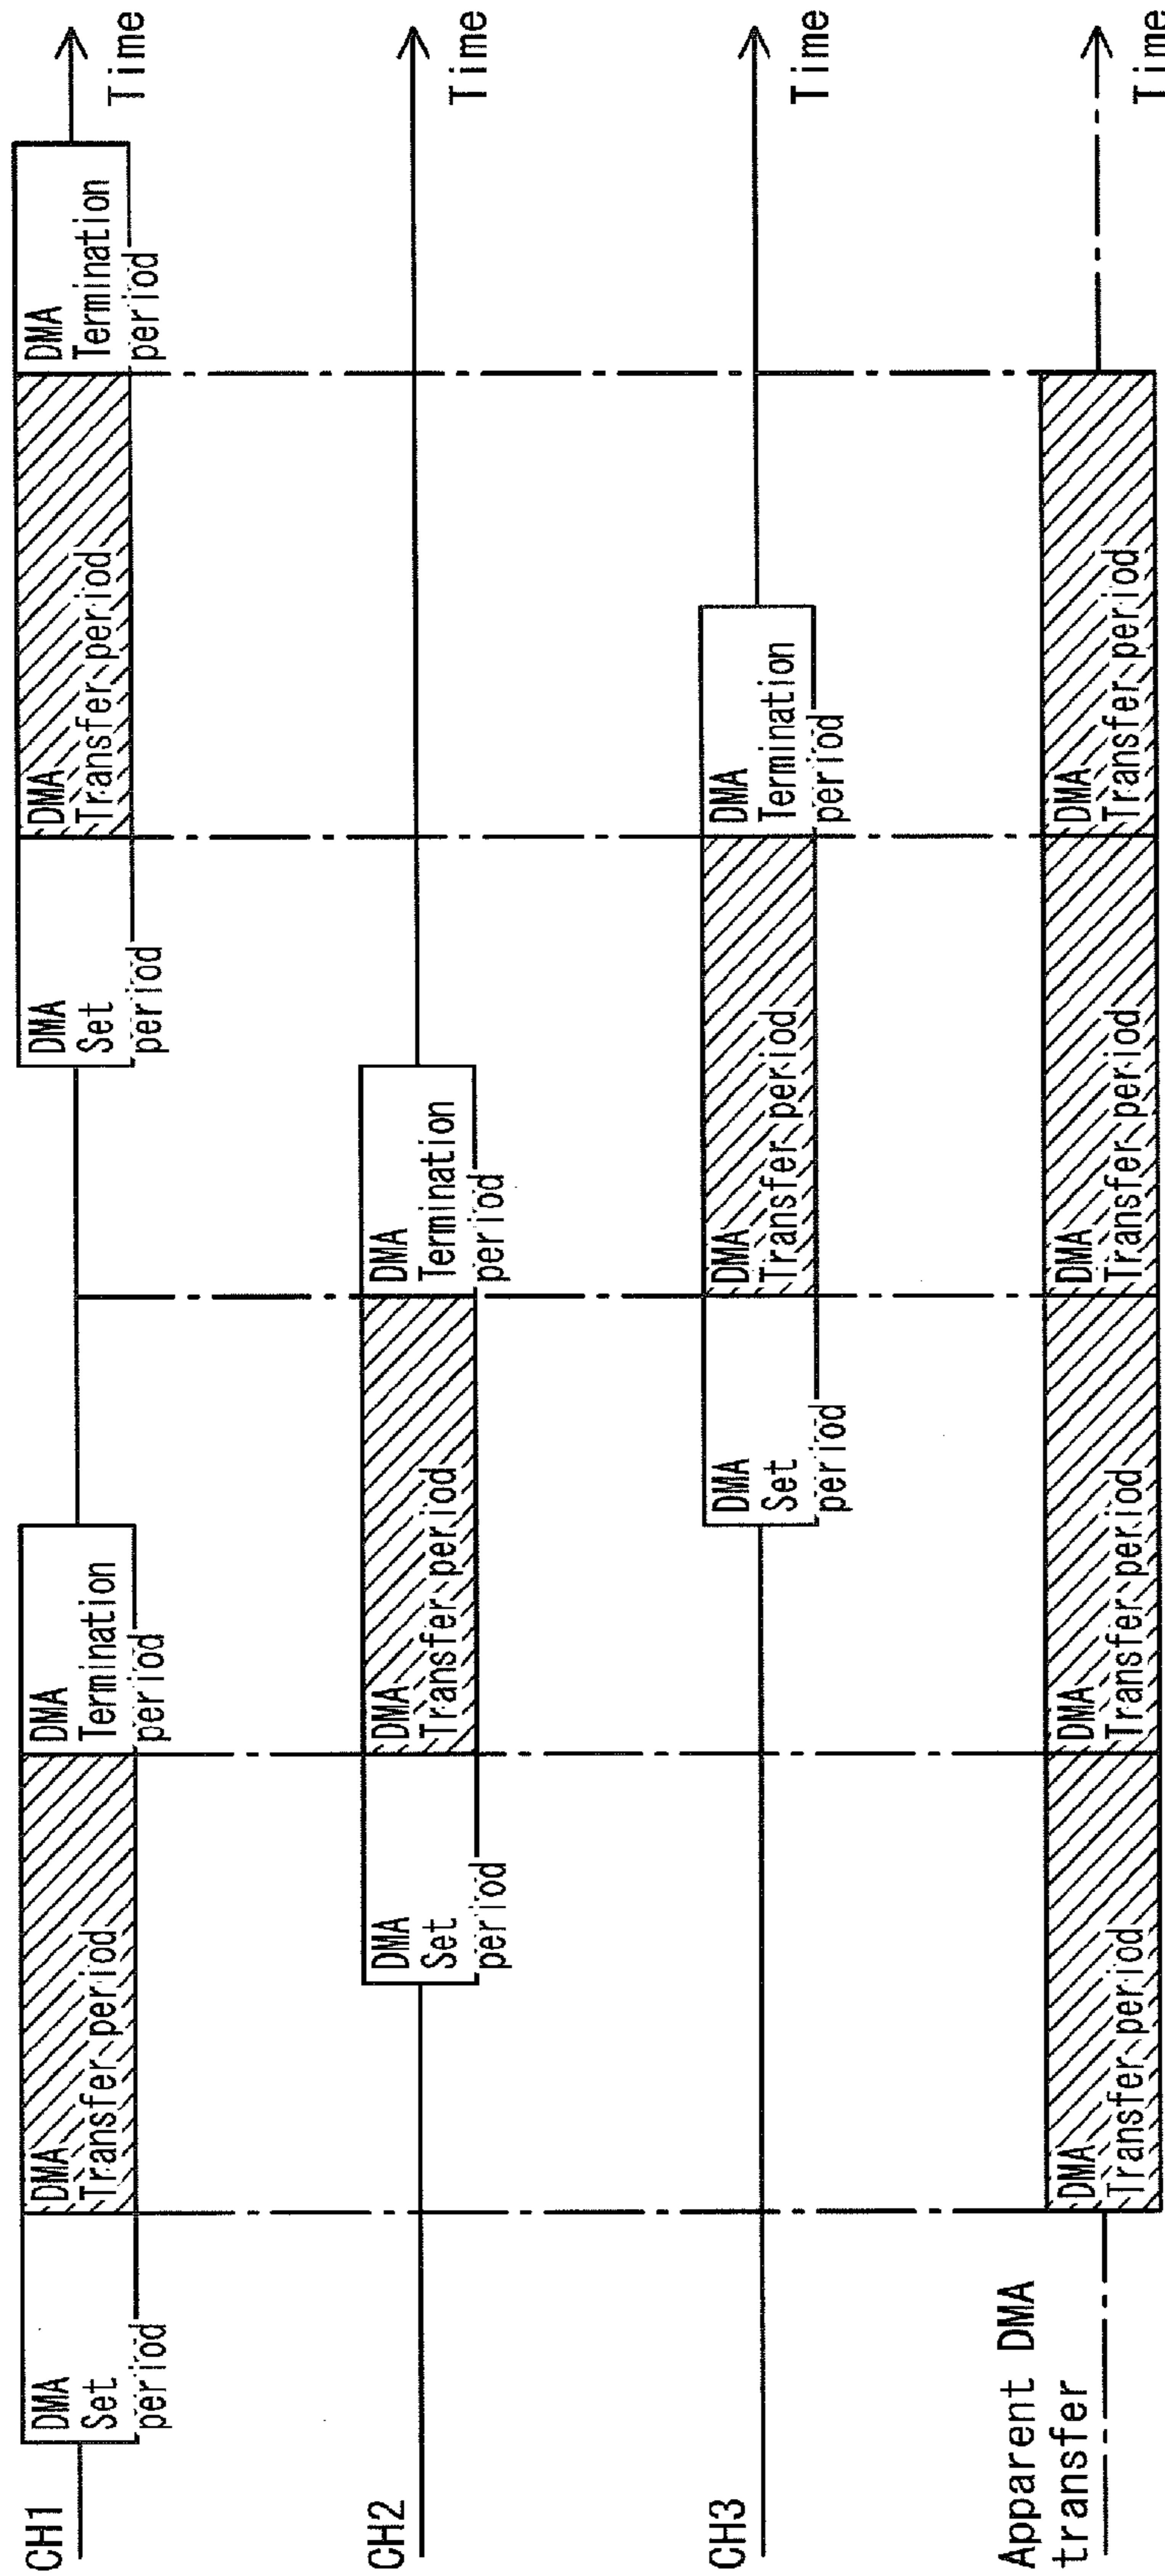 CH1
DMA
Set
period
DMA
Transfer period
DMA
Termination
period
DMA
Set
period
DMA
Transfer period
DMA
Termination
period
Time
CH2
DMA
Set
period
DMA
Transfer period
DMA
Termination
period
Time
CH3
DMA
Set
period
DMA
Transfer period
DMA
Termination
period
Time
Apparent DMA
transfer
DMA
Transfer period
DMA
Transfer period
DMA
Transfer period
DMA
Transfer period
Time